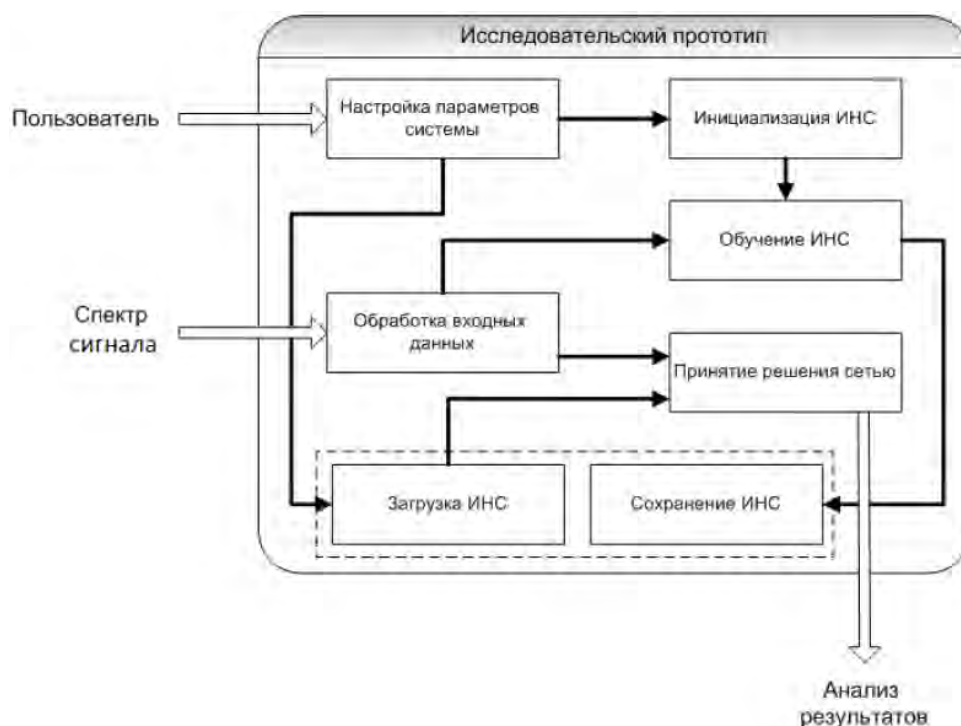 Исследовательский прототип
Пользователь
Настройка параметров
системы
Инициализация ИНС
Обучение ИНС
Спектр
сигнала
Обработка входных
данных
Принятие решения сетью
Загрузка ИНС
Сохранение ИНС
Анализ
результатов